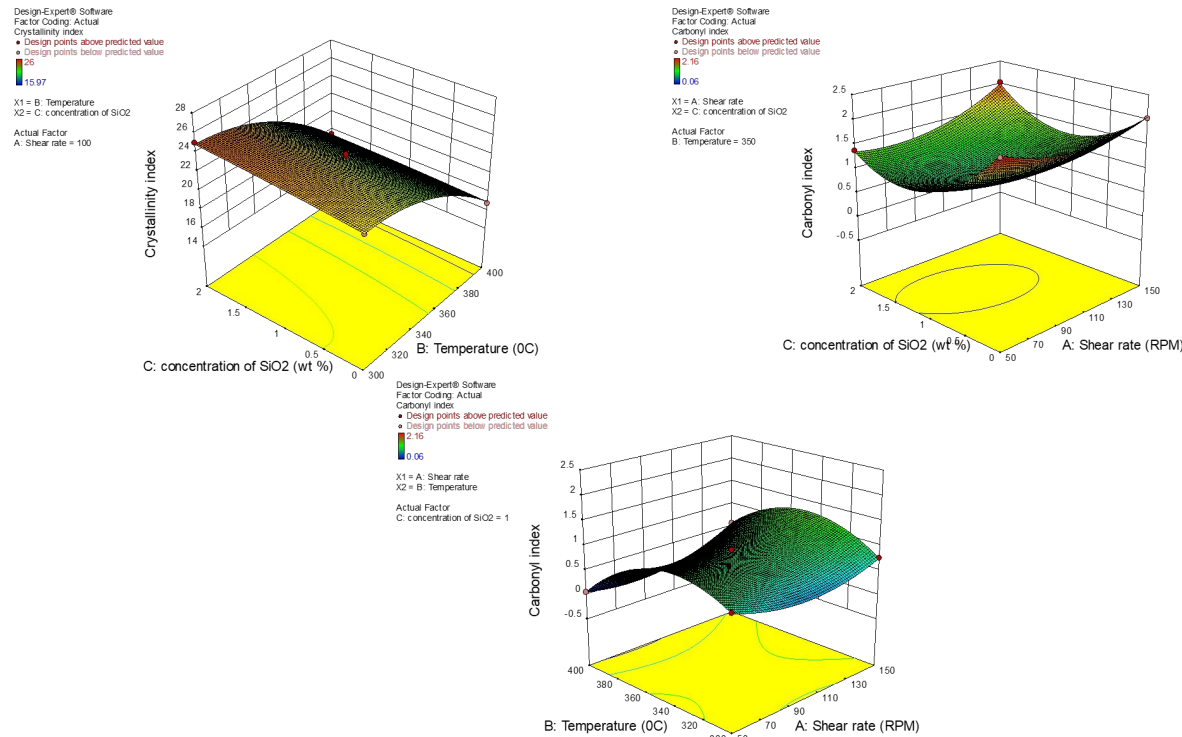 Design-Expert® Software
Factor Coding: Actual
Crystallinity index
Design points above predicted value
Design points below predicted value
26
15.97
X1 = B: Temperature
X2 = C: concentration of SiO2
Actual Factor
A: Shear rate = 100
28
26
24
22
20
18
16
14
Crystallinity index
2
1.5
1
0.5
0
C: concentration of SiO2 (wt %)
300
320
340
360
380
400
B: Temperature (0C)
Design-Expert® Software
Factor Coding: Actual
Carbonyl index
Design points above predicted value
Design points below predicted value
2.16
0.06
X1 = A: Shear rate
X2 = C: concentration of SiO2
Actual Factor
B: Temperature = 350
2.5
2
1.5
1
0.5
0
-0.5
Carbonyl index
2
1.5
1
0.5
0
C: concentration of SiO2 (wt %)
50
70
90
110
130
150
A: Shear rate (RPM)
Design-Expert® Software
Factor Coding: Actual
Carbonyl index
Design points above predicted value
Design points below predicted value
2.16
0.06
X1 = A: Shear rate
X2 = B: Temperature
Actual Factor
C: concentration of SiO2 = 1
2.5
2
1.5
1
0.5
0
-0.5
Carbonyl index
400
380
360
340
320
B: Temperature (0C)
70
90
110
130
150
A: Shear rate (RPM)